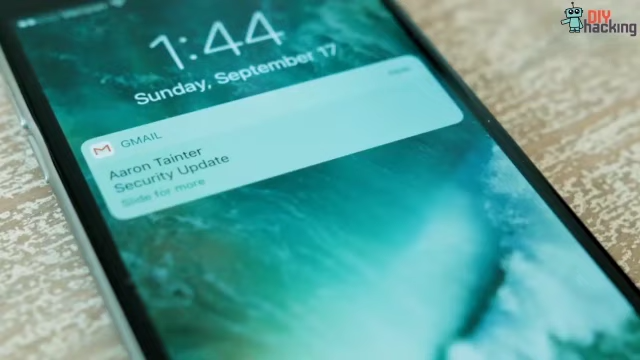 DIY
hacking
1:44
Sunday, September 17
GMAIL
Aaron Tainter
Security Update
Slide for more